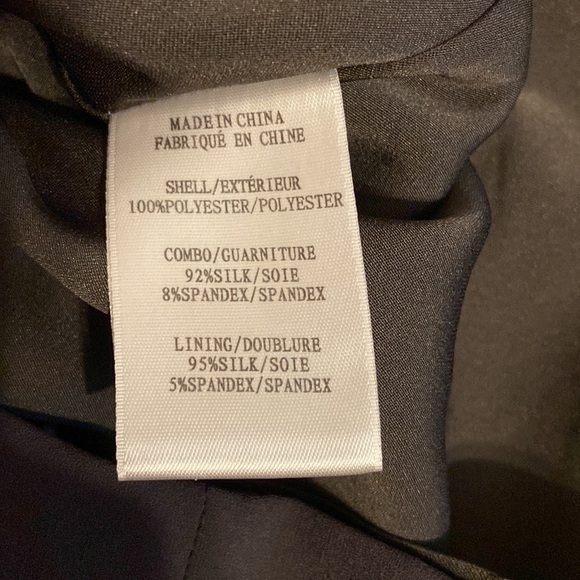 MADE IN CHINA
FABRIQUÉ EN CHINE
SHELL/EXTÉRIEUR
100%POLYESTER/POLYESTER
COMBO/GUARNITURE
92%SILK/SOIE
8%SPANDEX/SPANDEX
LINING/DOUBLURE
95%SILK/SOIE
5%SPANDEX/SPANDEX